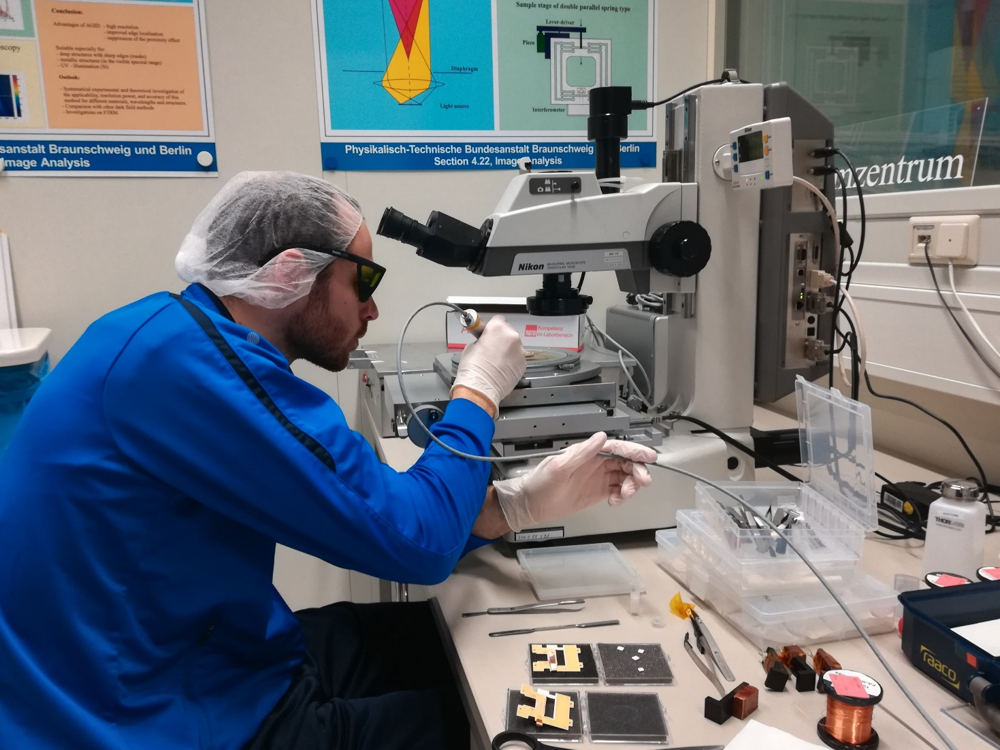 Conclusion:
Advantages of AGID: - high resolution
- improved edge localisation
- suppression of the proximity effect
Suitable especially for:
- deep structures with sharp edges (masks)
- metallic structures (in the visible spectral range)
- UV - illumination (Si)
Outlook:
- Systematical experimental and theoretical investigation of
the applicability, resolution power, and accuracy of this
method for different materials, wavelengths and structures.
- Comparison with other dark field methods
- Investigations on FTRM
scopy
sanstalt Braunschweig und Berlin
Image Analysis
Diaphragm
Light source
Sample stage of double parallel spring type
Lever-driver
Piezo
Interferometer
Physikalisch-Technische Bundesanstalt Braunschweig Berlin
Section 4.22, Image Analysis
nzentrum
Nikon
MEASURING MICROSCOPE
THOR
ROTH
Kompetenz
im Laborbereich
THORLABS
raaco